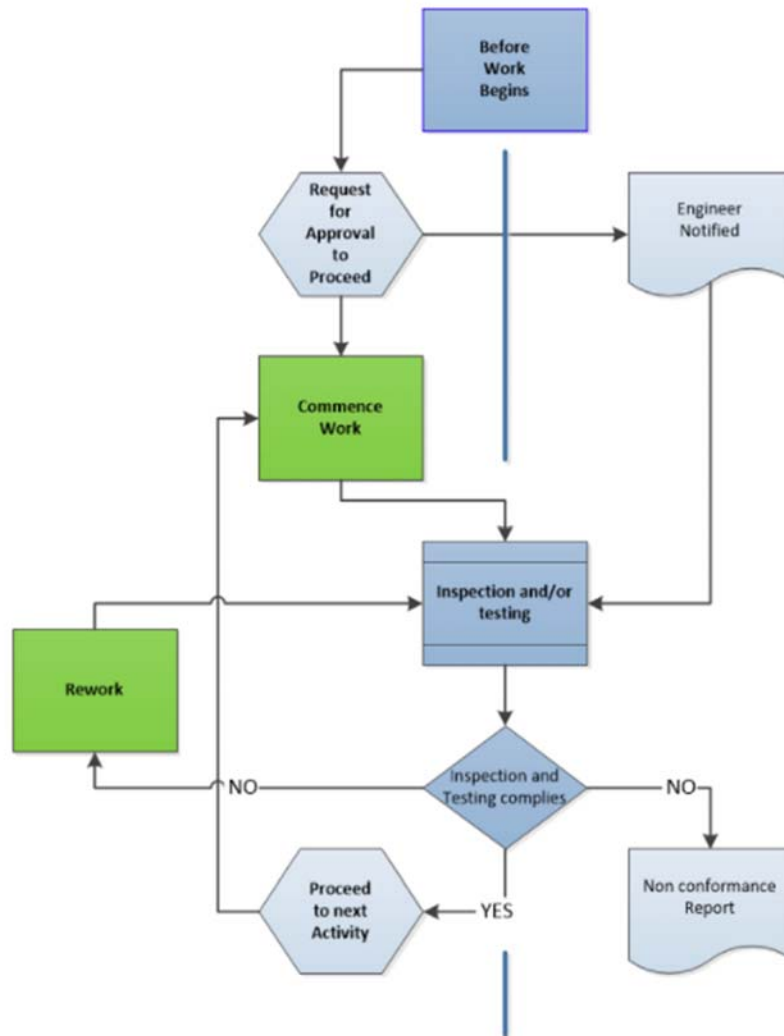 Before
Work
Begins
Request
for
Approval
to
Proceed
Engineer
Notified
Commence
Work
Inspection and/or
testing
Rework
Inspection and
Testing complies
NO
NO
Proceed
to next
Activity
YES
Non conformance
Report